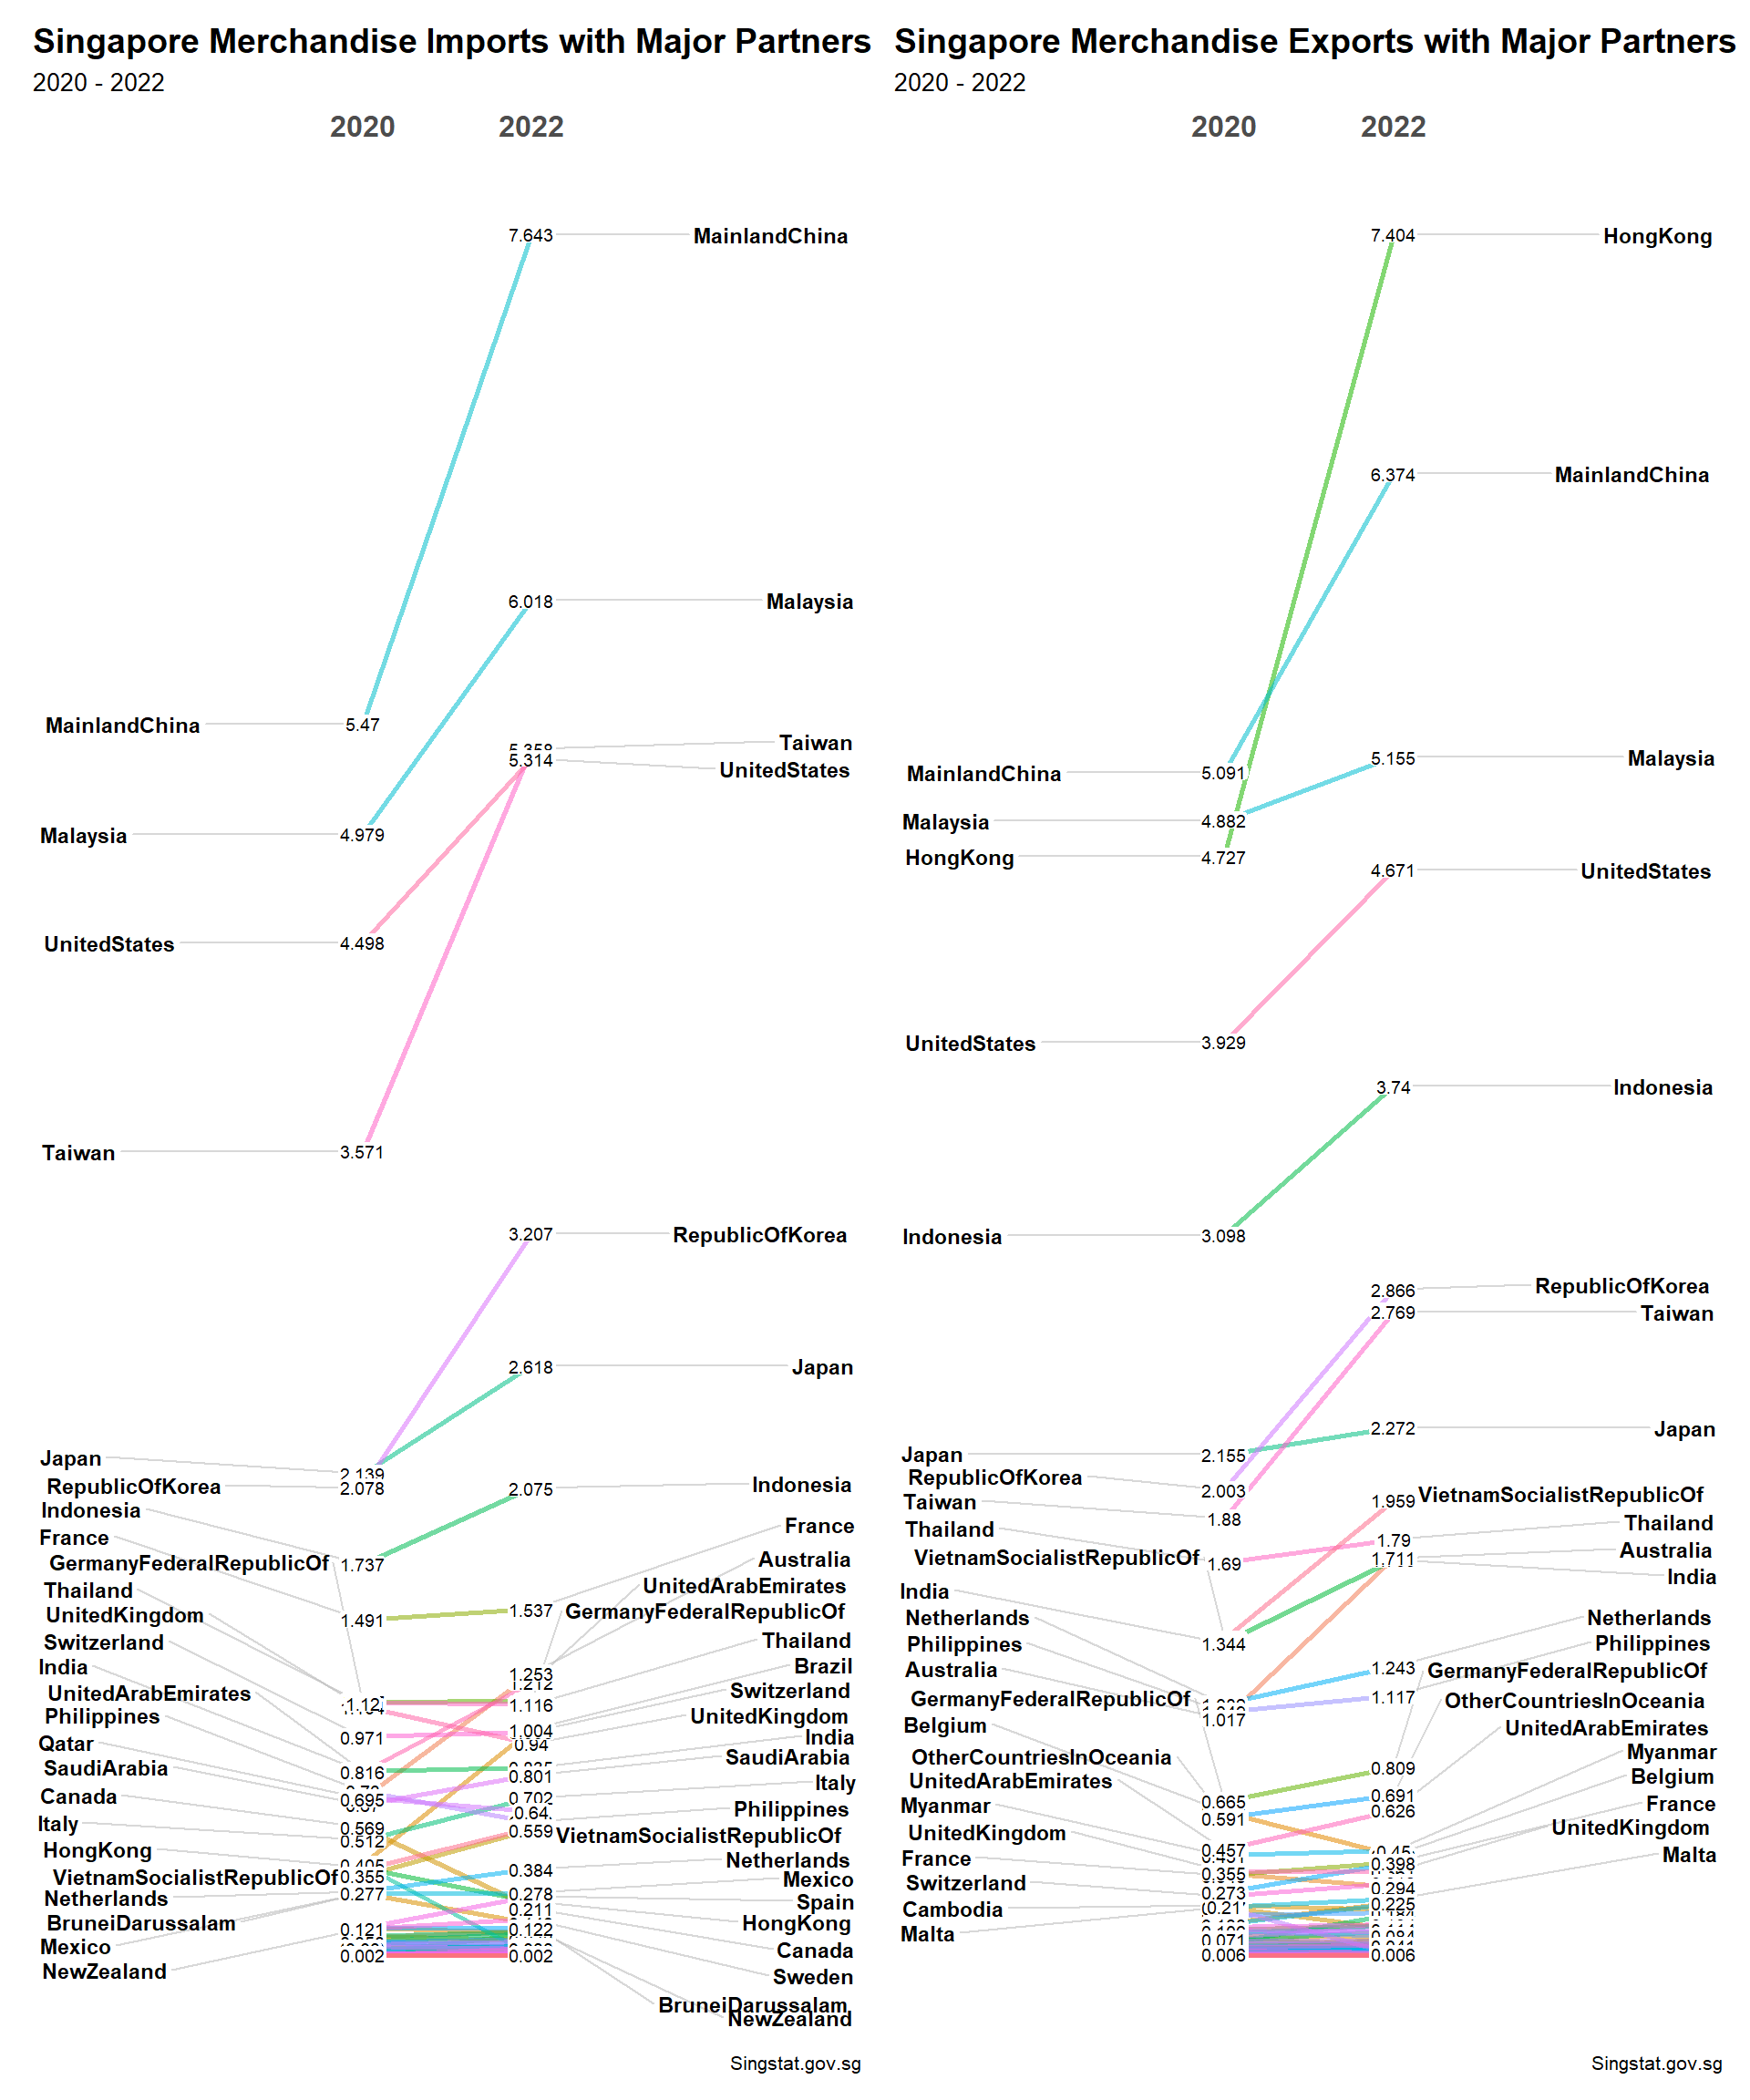 Singapore Merchandise Imports with Major Partners
2020 - 2022
2020 2022
7.643 MainlandChina
6.018 Malaysia
MainlandChina 5.47
5.358 Taiwan
5.314 UnitedStates
Malaysia 4.979
UnitedStates 4.498
Taiwan 3.571
3.207 RepublicOfKorea
2.618 Japan
Japan 2.139
RepublicOfKorea 2.078
2.075 Indonesia
Indonesia
France
France
GermanyFederalRepublicOf 1.737
Australia
Thailand
UnitedArabEmirates
UnitedKingdom 1.491
1.537 GermanyFederalRepublicOf
Switzerland
Thailand
India
1.253 Brazil
1.212
UnitedArabEmirates 1.12
1.116 Switzerland
Philippines
UnitedKingdom
Qatar 0.971
1.004 India
0.94
SaudiArabia 0.816
0.801 SaudiArabia
Canada 0.695
0.702 Italy
Italy 0.569
Philippines
HongKong 0.512
0.559 VietnamSocialistRepublicOf
VietnamSocialistRepublicOf 0.355
0.384 Netherlands
Netherlands 0.277
0.278 Mexico
Spain
BruneiDarussalam 0.121
0.211 HongKong
Mexico
0.122 Canada
NewZealand 0.002
0.002 Sweden
BruneiDarussalam
NewZealand
Singstat.gov.sg
Singapore Merchandise Exports with Major Partners
2020 - 2022
2020 2022
7.404 HongKong
6.374 MainlandChina
5.155 Malaysia
MainlandChina 5.091
Malaysia 4.882
HongKong 4.727
4.671 UnitedStates
UnitedStates 3.929
3.74 Indonesia
Indonesia 3.098
2.866 RepublicOfKorea
2.769 Taiwan
2.272 Japan
Japan 2.155
RepublicOfKorea 2.003
1.959 VietnamSocialistRepublicOf
Taiwan 1.88
Thailand
1.79 Thailand
VietnamSocialistRepublicOf 1.69
1.711 Australia
India
India
Netherlands 1.344
Netherlands
Philippines
Philippines
Australia
1.243 GermanyFederalRepublicOf
GermanyFederalRepublicOf 1.017
1.117 OtherCountriesInOceania
Belgium
UnitedArabEmirates
OtherCountriesInOceania
0.809 Myanmar
UnitedArabEmirates
0.691 Belgium
Myanmar 0.665
0.626 France
UnitedKingdom 0.591
UnitedKingdom
France 0.457
0.355
0.398 Malta
Switzerland 0.273
0.294
Cambodia 0.21
0.225
Malta 0.071
0.006
0.006
Singstat.gov.sg